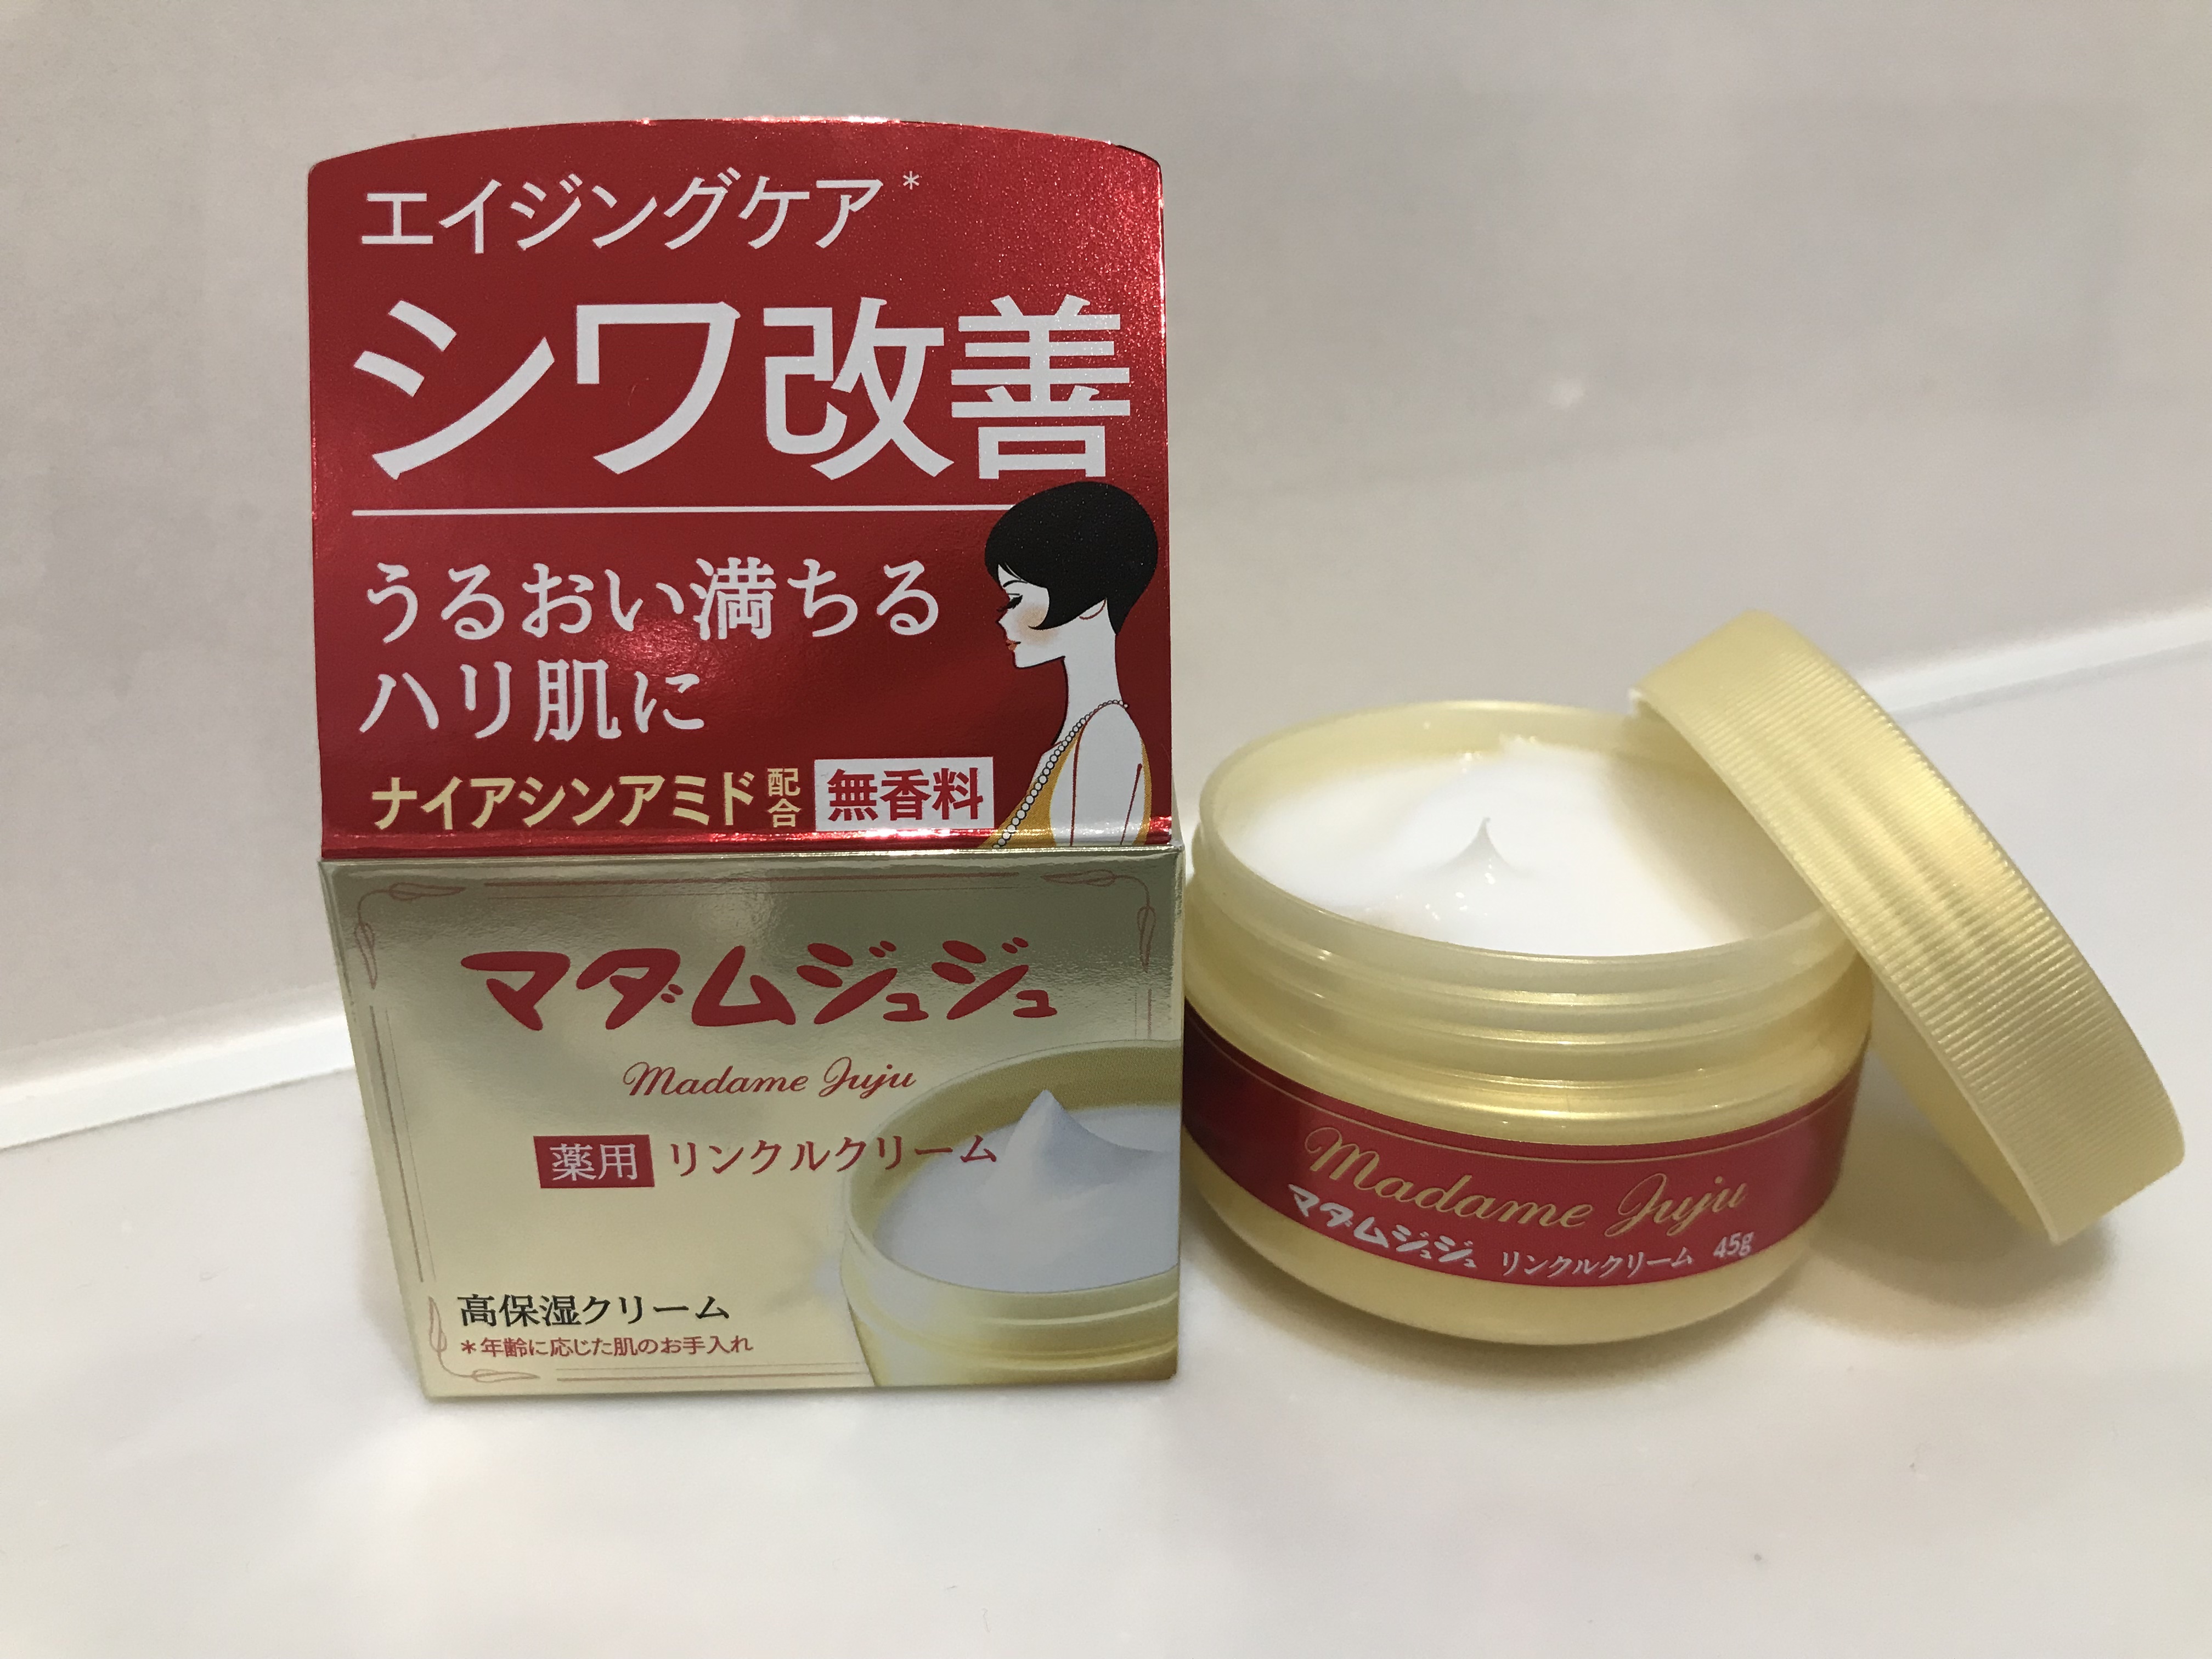 エイジングケア*
シワ改善
うるおい満ちる
ハリ肌に
ナイアシンアミド配合 無香料
マダムジュジュ
Madame Juju
薬用 リンクルクリーム
高保湿クリーム
*年齢に応じた肌のお手入れ
Madame Juju
マダムジュジュ リンクルクリーム 45g